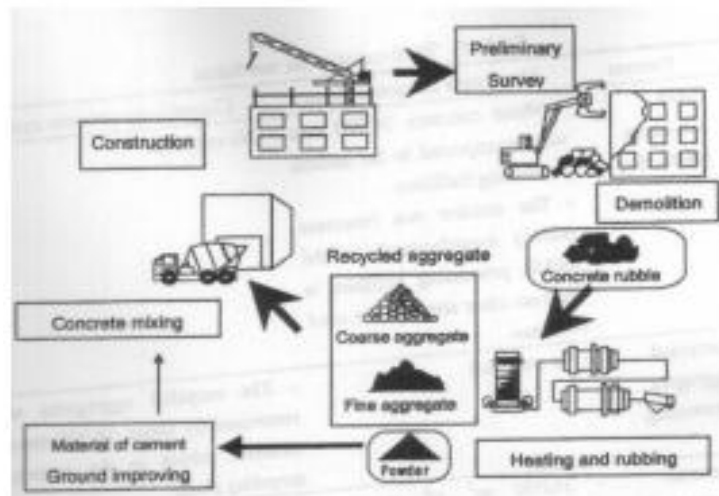 Preliminary
Survey
Construction
Demolition
Recycled aggregate
Concrete rubble
Coarse aggregate
Concrete mixing
Fine aggregate
Material of cement
Ground improving
Powder
Heating and rubbing